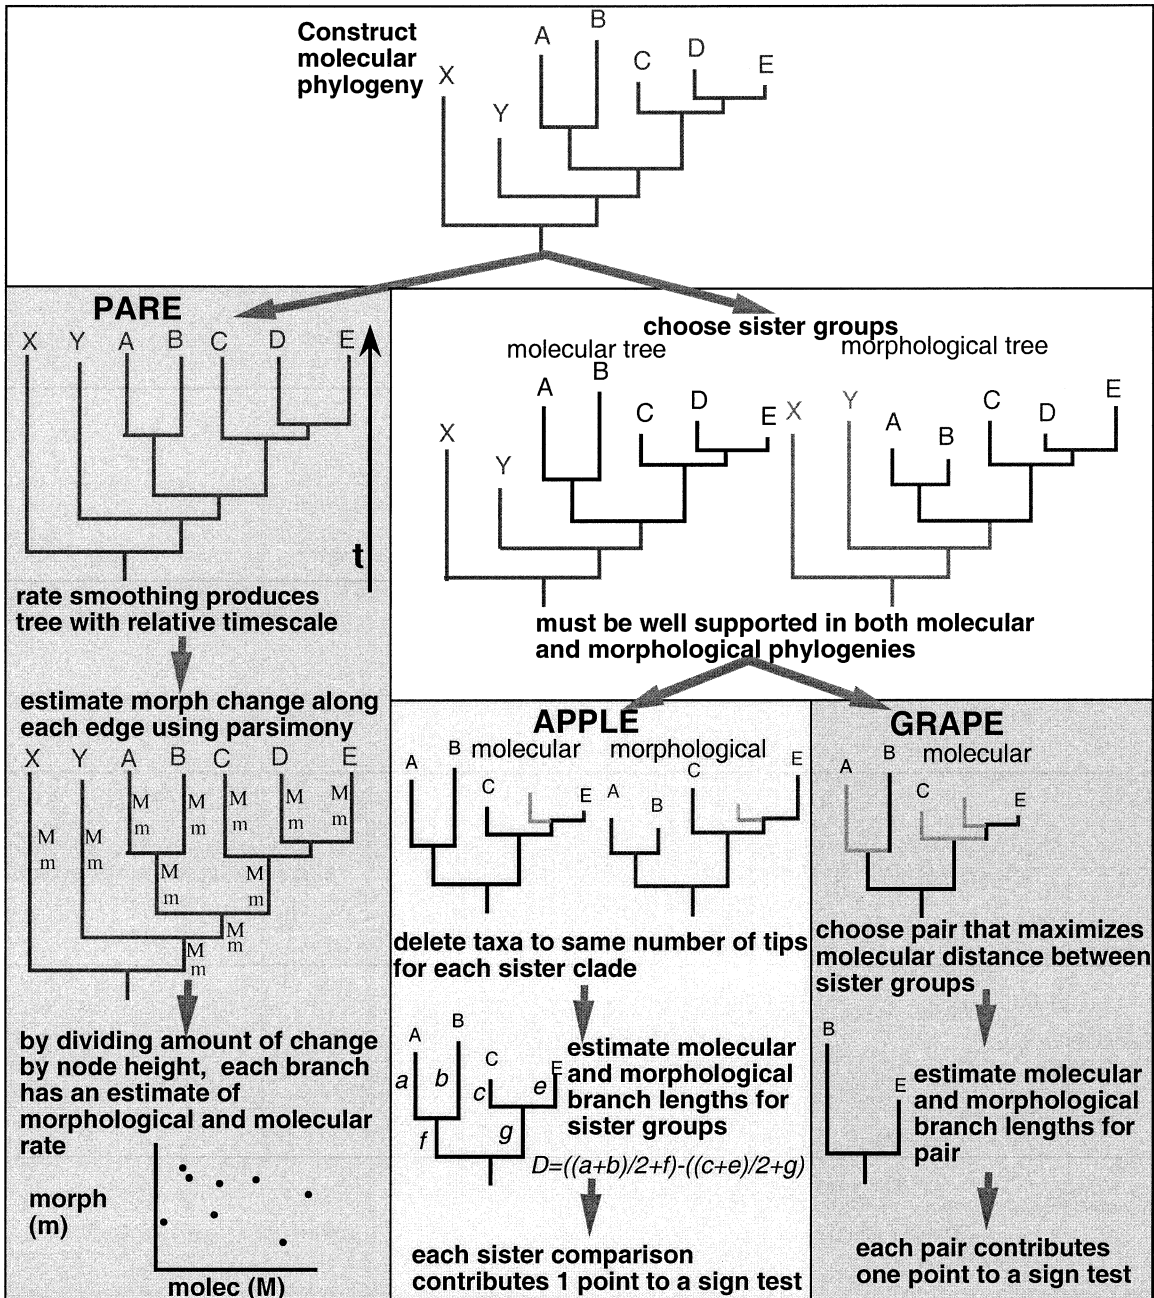 Construct
molecular
phylogeny
X
Y
A
B
C
D
E
PARE
X Y A B C D E
t
rate smoothing produces
tree with relative timescale
estimate morph change along
each edge using parsimony
X Y A B C D E
M
m
M
m
M
m
M
m
M
m
M
m
M
m
M
m
M
m
M
m
M
m
by dividing amount of change
by node height, each branch
has an estimate of
morphological and molecular
rate
morph
(m)
molec (M)
choose sister groups
molecular tree
X
Y
A
B
C
D
E
morphological tree
X
Y
A
B
C
D
E
must be well supported in both molecular
and morphological phylogenies
APPLE
molecular
A
B
C
E
morphological
A
B
C
E
delete taxa to same number of tips
for each sister clade
A
B
C
E
a
b
c
e
f
g
estimate molecular
and morphological
branch lengths for
sister groups
D=((a+b)/2+f)-((c+e)/2+g)
each sister comparison
contributes 1 point to a sign test
GRAPE
molecular
A
B
C
E
choose pair that maximizes
molecular distance between
sister groups
B
E
estimate molecular
and morphological
branch lengths for
pair
each pair contributes
one point to a sign test